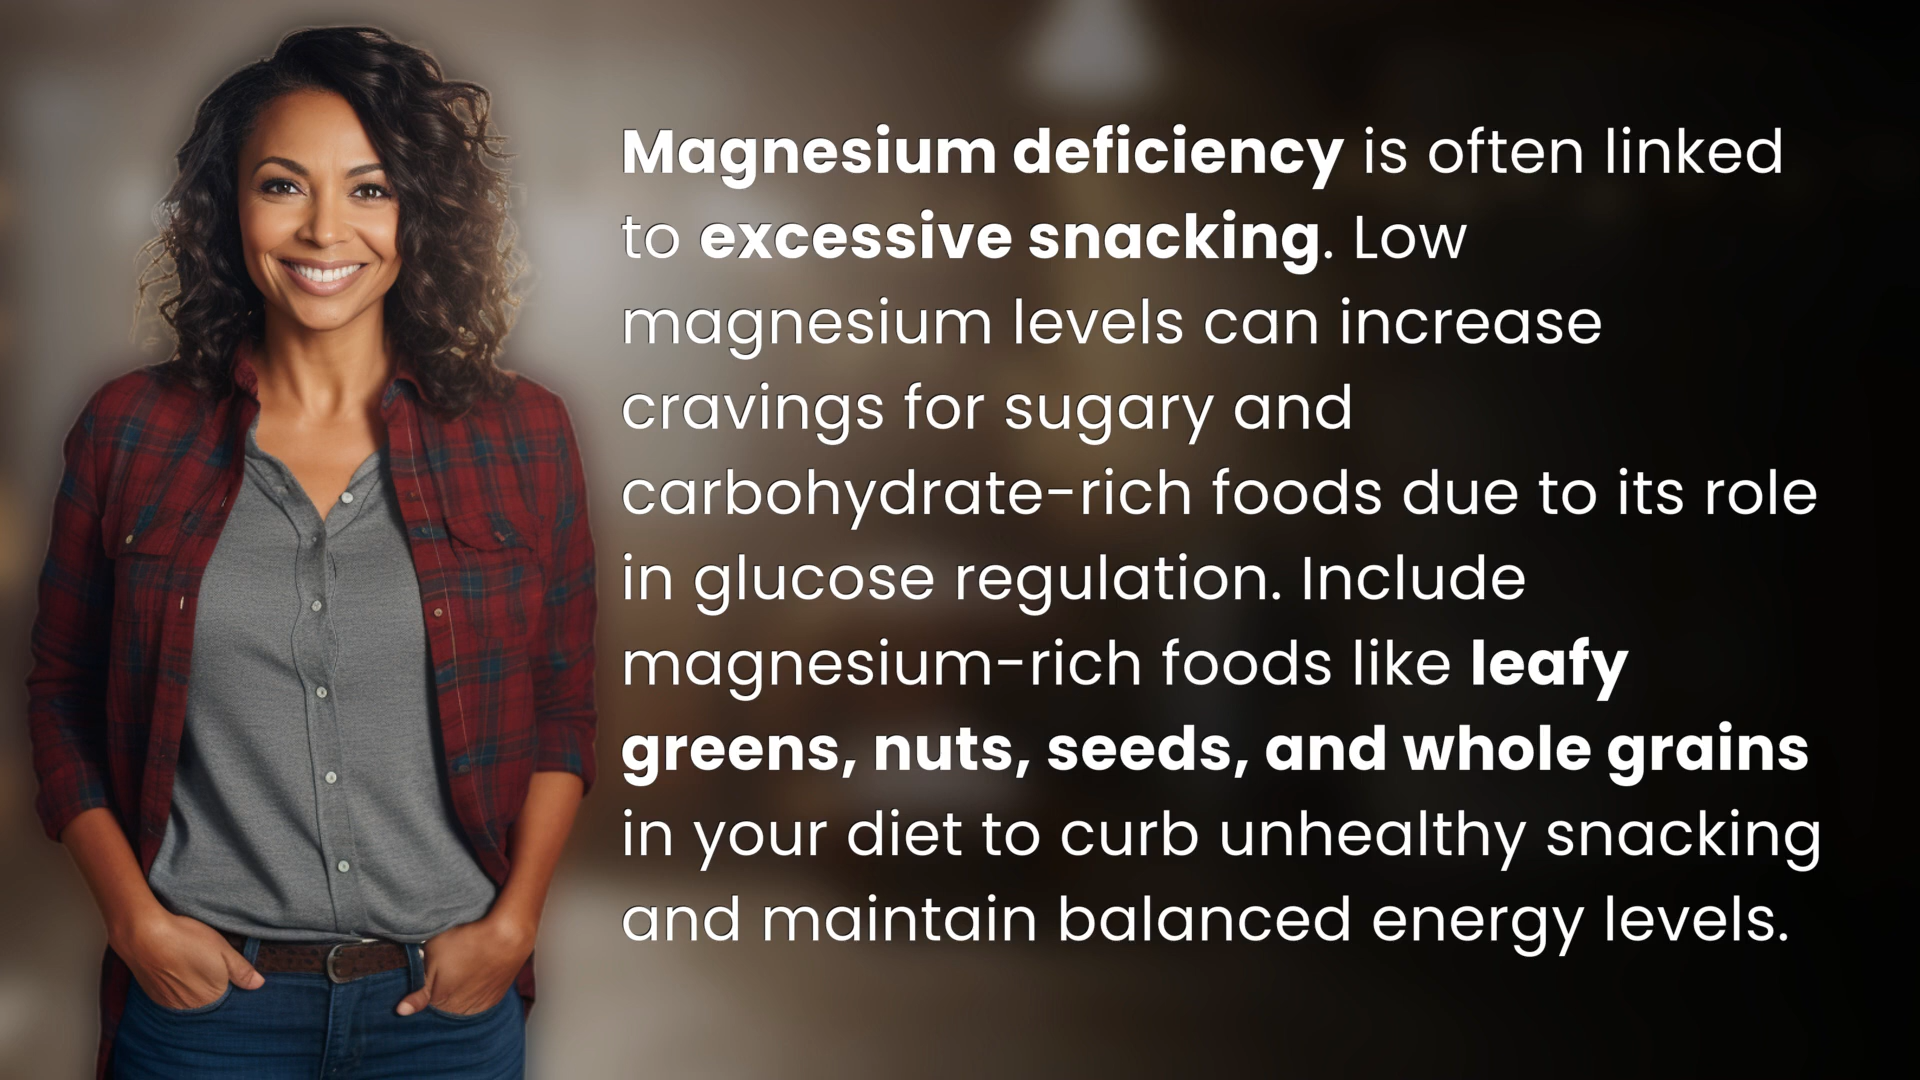 Magnesium deficiency is often linked
to excessive snacking. Low
magnesium levels can increase
cravings for sugary and
carbohydrate-rich foods due to its role
in glucose regulation. Include
magnesium-rich foods like leafy
greens, nuts, seeds, and whole grains
in your diet to curb unhealthy snacking
and maintain balanced energy levels.